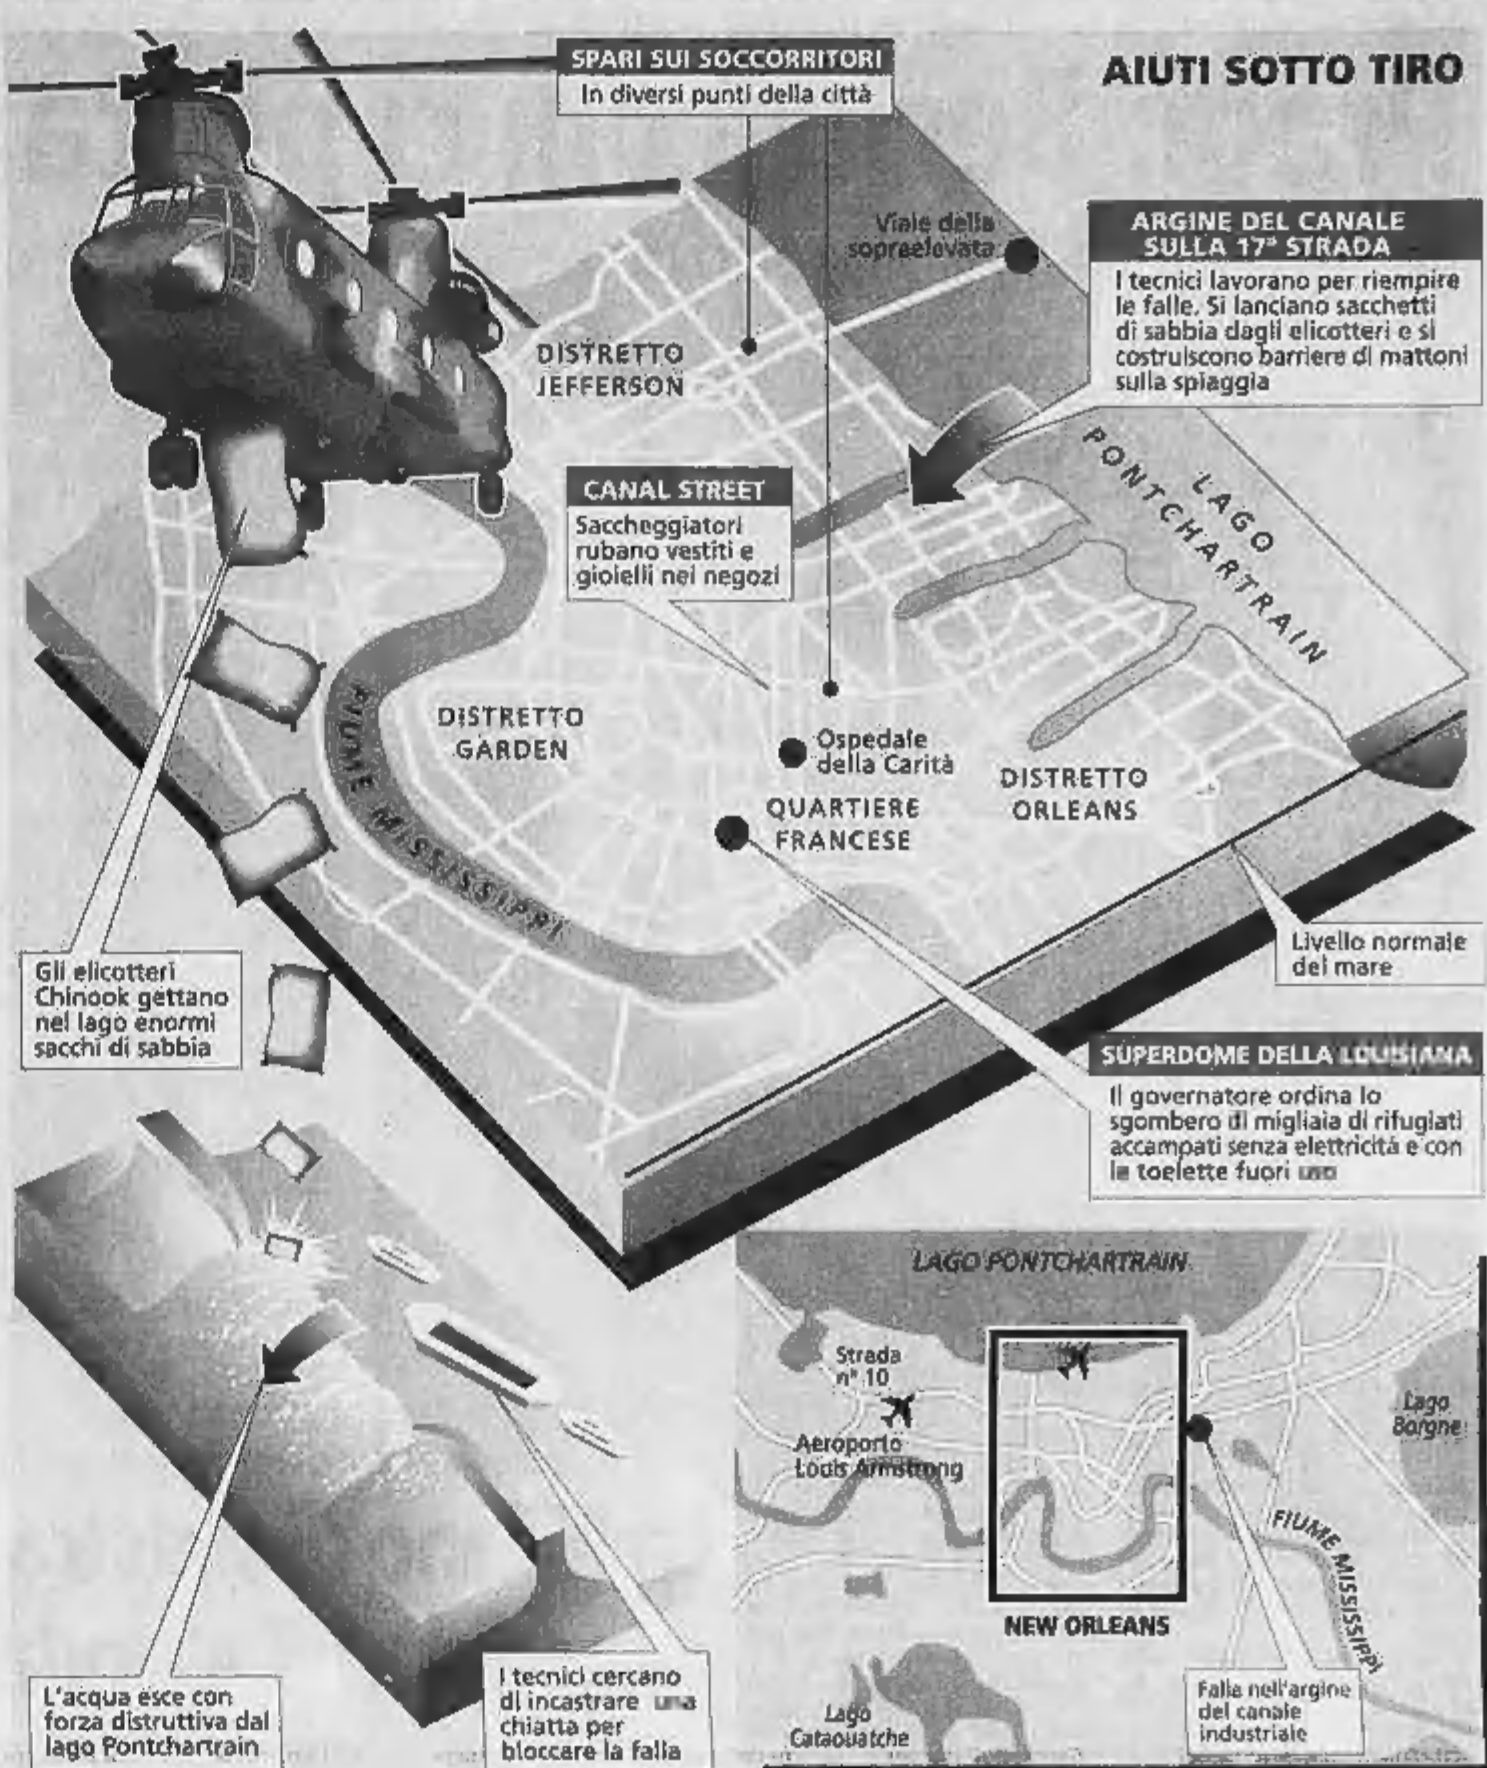 AIUTI SOTTO TIRO
SPARI SUI SOCCORRITORI
In diversi punti della città
Viale della
sopraelevata
ARGINE DEL CANALE
SULLA 17ª STRADA
I tecnici lavorano per riempire
le falle. Si lanciano sacchetti
di sabbia dagli elicotteri e si
costruiscono barriere di mattoni
sulla spiaggia
DISTRETTO
JEFFERSON
LAGO
PONTCHARTRAIN
CANAL STREET
Saccheggiatori
rubano vestiti e
gioielli nei negozi
FIUME MISSISSIPPI
DISTRETTO
GARDEN
Ospedale
della Carità
DISTRETTO
ORLEANS
QUARTIERE
FRANCESE
Livello normale
del mare
Gli elicotteri
Chinook gettano
nel lago enormi
sacchi di sabbia
SUPERDOME DELLA LOUISIANA
Il governatore ordina lo
sgombero di migliaia di rifugiati
accampati senza elettricità e con
le toelette fuori uso
LAGO PONTCHARTRAIN
Strada
n° 10
Aeroporto
Louis Armstrong
Lago
Borgne
FIUME MISSISSIPPI
NEW ORLEANS
Lago
Cataouatche
Falla nell'argine
del canale
industriale
L'acqua esce con
forza distruttiva dal
lago Pontchartrain
I tecnici cercano
di incastrare una
chiatta per
bloccare la falla